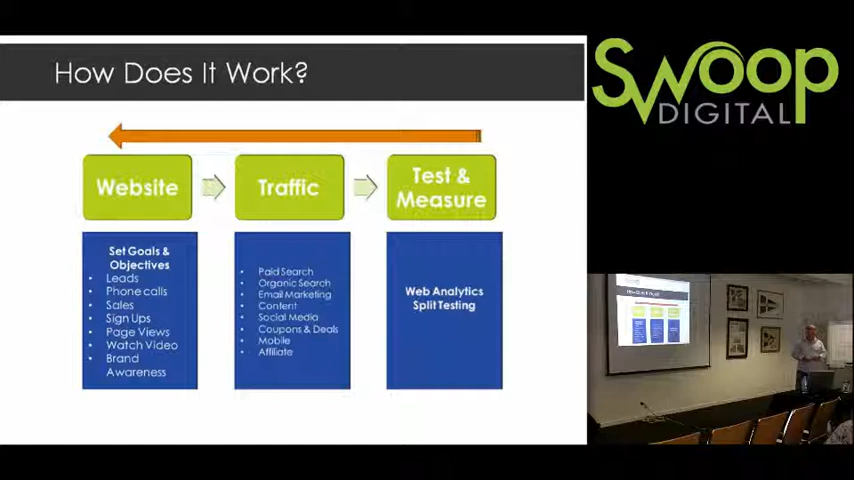 How Does It Work?
Swoop
DIGITAL
Website
Traffic
Test &
Measure
Set Goals &
Objectives
• Leads
• Phone calls
• Sales
• Sign Ups
• Page Views
• Watch Video
• Brand
Awareness
• Paid Search
• Organic Search
• Email Marketing
• Content
• Social Media
• Coupons & Deals
• Mobile
• Affiliate
Web Analytics
Split Testing